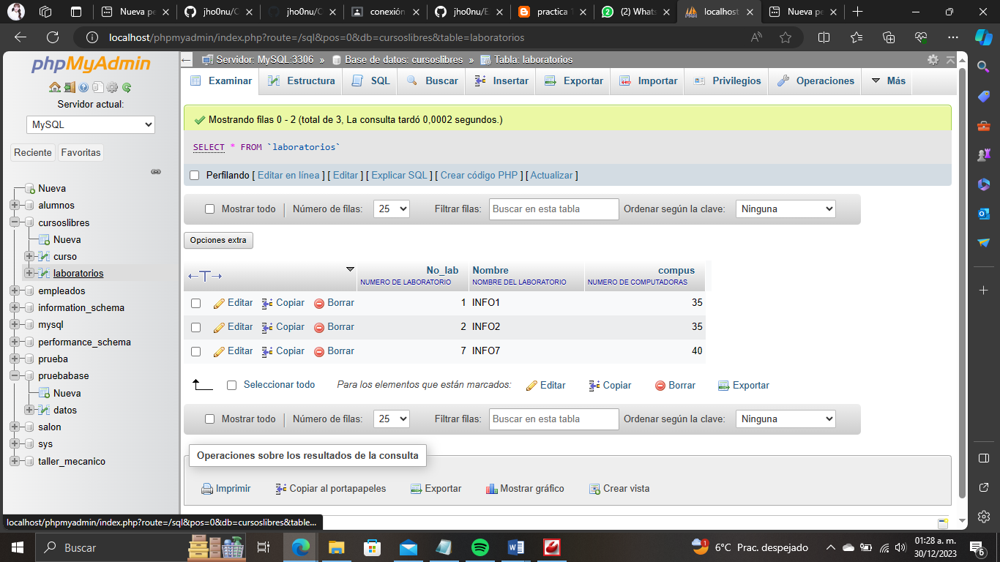 Nueva pe
jho0nu/C
jho0nu/C
conexión
jho0nu/E
practica 1
(2) Whats
localhost
Nueva pe
localhost/phpmyadmin/index.php?route=/sql&pos=0&db=cursoslibres&table=laboratorios
phpMyAdmin
Servidor actual:
MySQL
Reciente Favoritas
Nueva
alumnos
cursoslibres
Nueva
curso
laboratorios
empleados
information_schema
mysql
performance_schema
prueba
pruebabase
Nueva
datos
salon
sys
taller_mecanico
Servidor: MySQL:3306 » Base de datos: cursoslibres » Tabla: laboratorios
Examinar Estructura SQL Buscar Insertar Exportar Importar Privilegios Operaciones Más
Mostrando filas 0 - 2 (total de 3, La consulta tardó 0,0002 segundos.)
SELECT * FROM `laboratorios`
Perfilando [ Editar en línea ] [ Editar ] [ Explicar SQL ] [ Crear código PHP ] [ Actualizar ]
Mostrar todo Número de filas: 25 Filtrar filas: Buscar en esta tabla Ordenar según la clave: Ninguna
Opciones extra
No_lab Nombre compus
NUMERO DE LABORATORIO NOMBRE DEL LABORATORIO NUMERO DE COMPUTADORAS
Editar Copiar Borrar 1 INFO1 35
Editar Copiar Borrar 2 INFO2 35
Editar Copiar Borrar 7 INFO7 40
Seleccionar todo Para los elementos que están marcados: Editar Copiar Borrar Exportar
Mostrar todo Número de filas: 25 Filtrar filas: Buscar en esta tabla Ordenar según la clave: Ninguna
Operaciones sobre los resultados de la consulta
Imprimir Copiar al portapapeles Exportar Mostrar gráfico Crear vista
localhost/phpmyadmin/index.php?route=/sql&pos=0&db=cursoslibres&table...
Buscar
1
6°C Prac. despejado
01:28 a. m.
30/12/2023
6